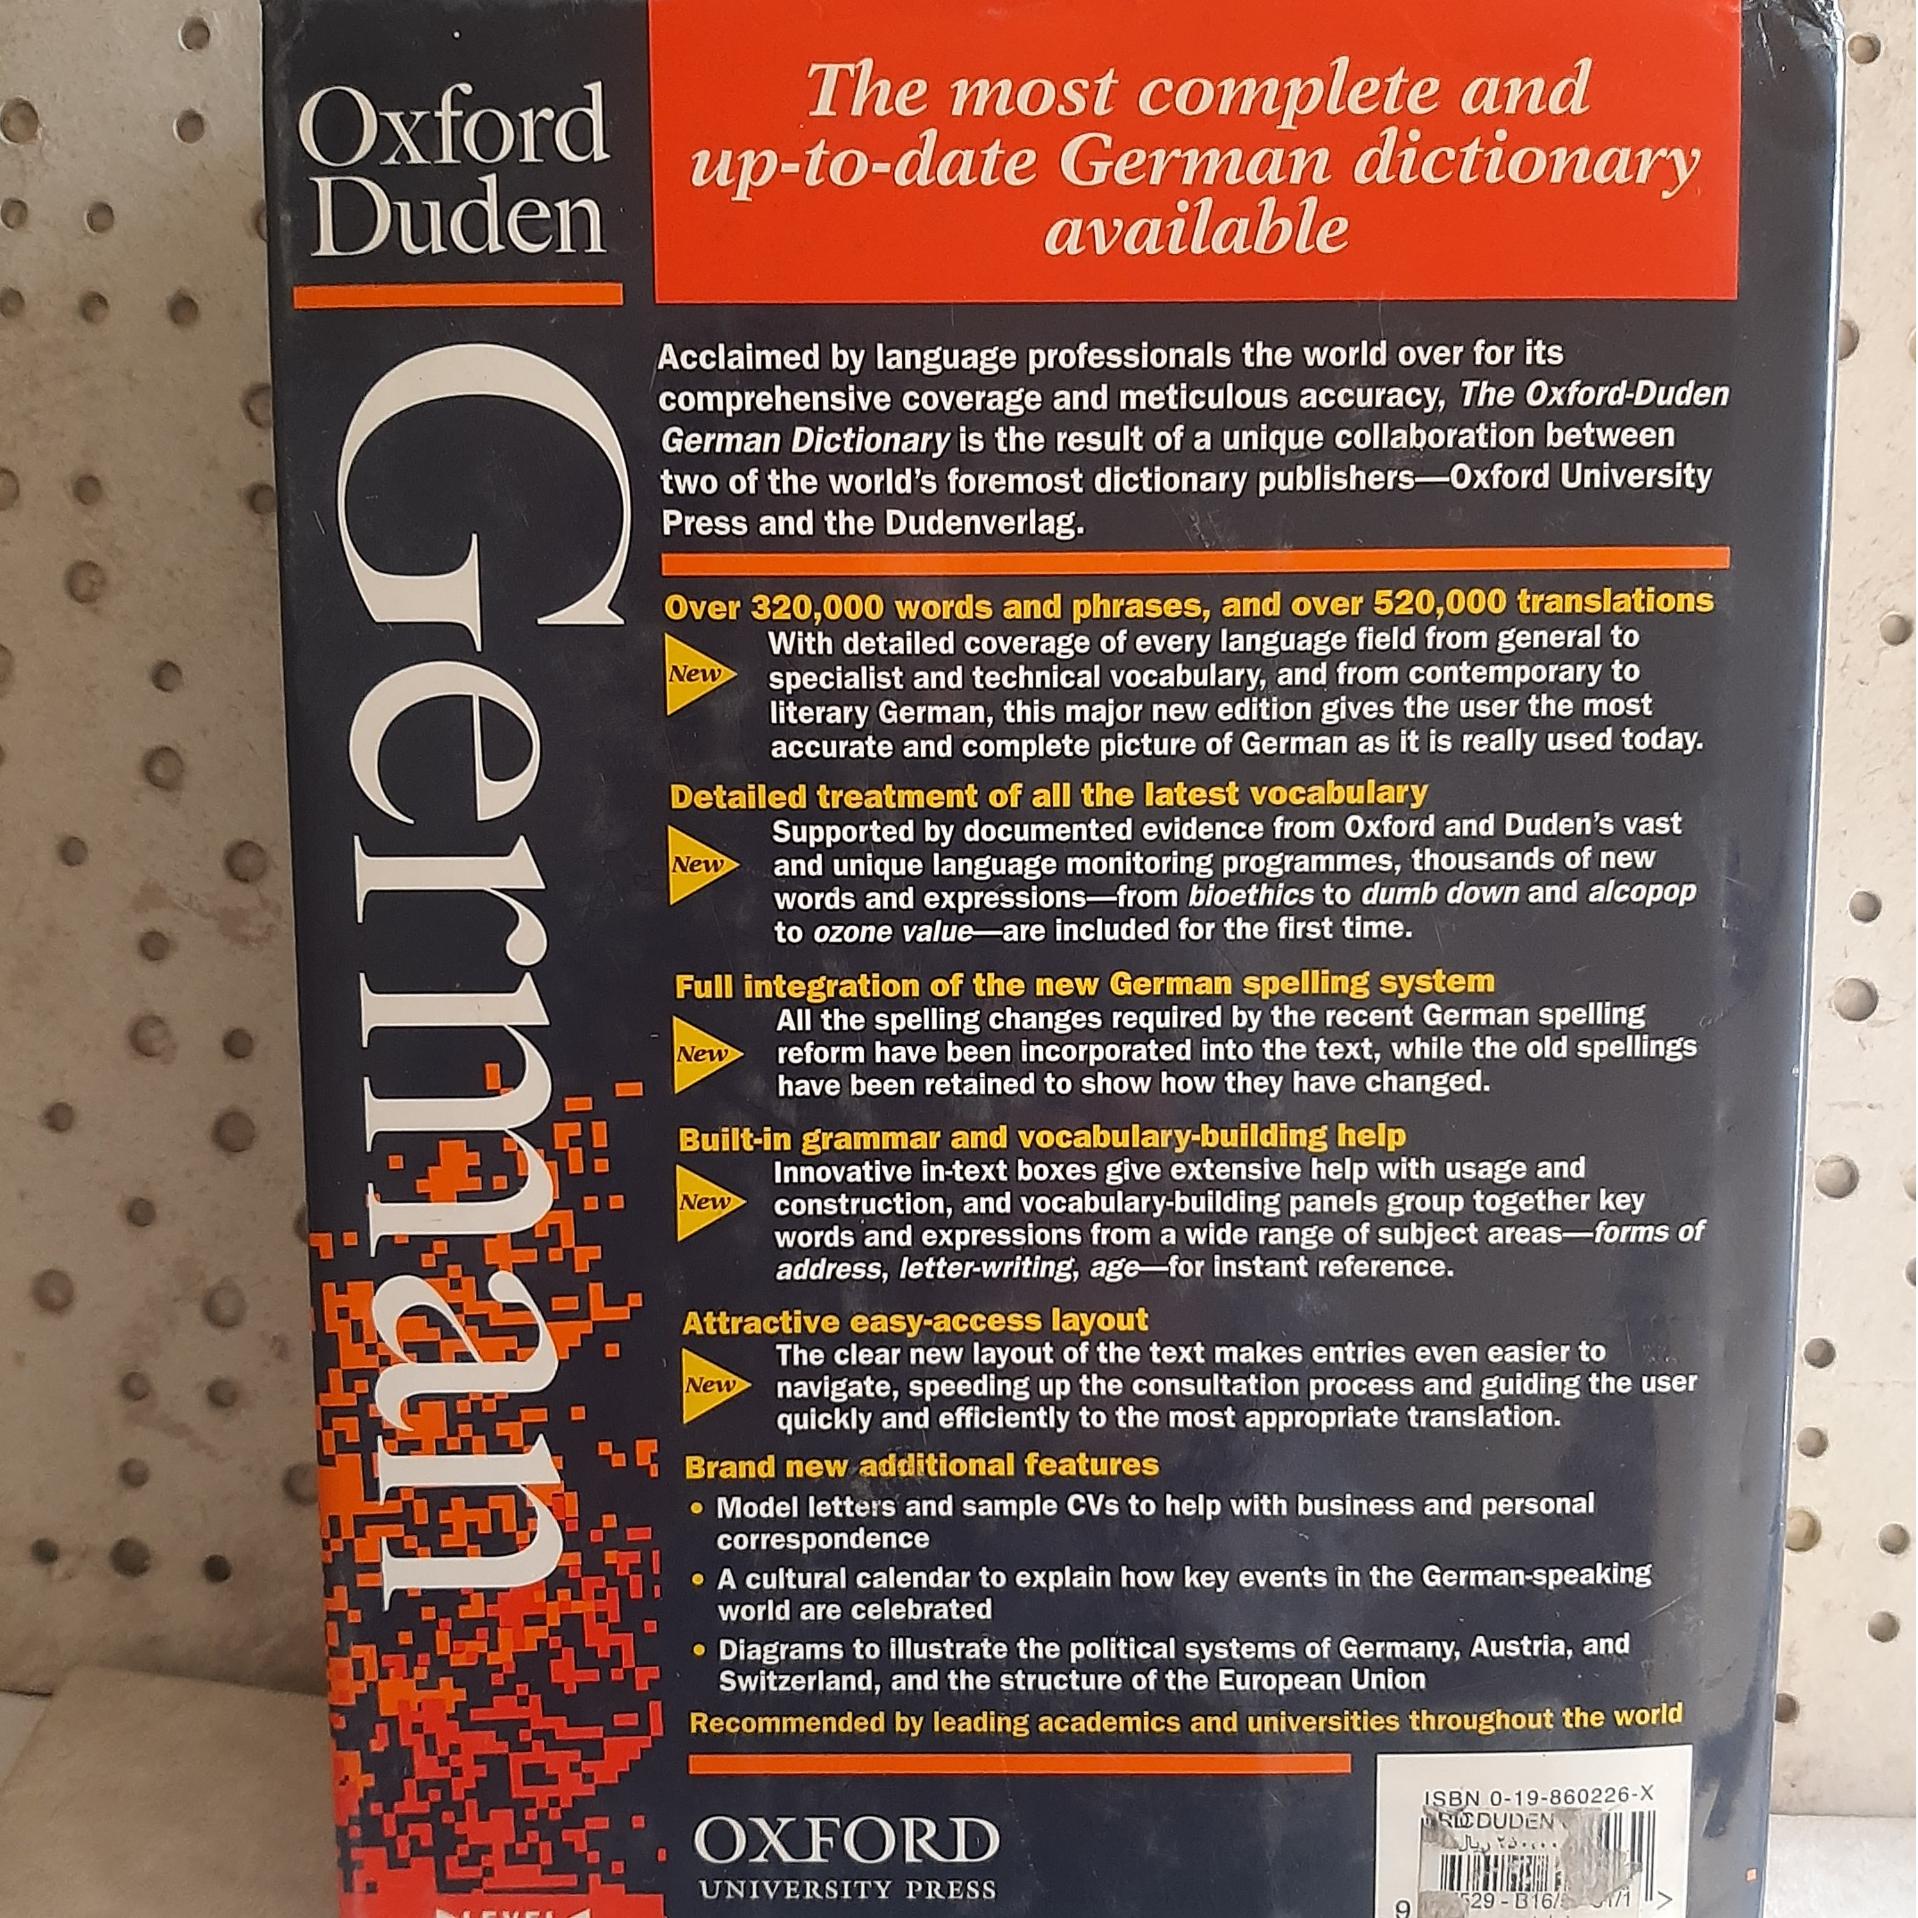 Oxford
Duden
German
The most complete and
up-to-date German dictionary
available
Acclaimed by language professionals the world over for its
comprehensive coverage and meticulous accuracy, The Oxford-Duden
German Dictionary is the result of a unique collaboration between
two of the world's foremost dictionary publishers—Oxford University
Press and the Dudenverlag.
Over 320,000 words and phrases, and over 520,000 translations
New
With detailed coverage of every language field from general to
specialist and technical vocabulary, and from contemporary to
literary German, this major new edition gives the user the most
accurate and complete picture of German as it is really used today.
Detailed treatment of all the latest vocabulary
New
Supported by documented evidence from Oxford and Duden's vast
and unique language monitoring programmes, thousands of new
words and expressions—from bioethics to dumb down and alcopop
to ozone value—are included for the first time.
Full integration of the new German spelling system
New
All the spelling changes required by the recent German spelling
reform have been incorporated into the text, while the old spellings
have been retained to show how they have changed.
Built-in grammar and vocabulary-building help
New
Innovative in-text boxes give extensive help with usage and
construction, and vocabulary-building panels group together key
words and expressions from a wide range of subject areas—forms of
address, letter-writing, age—for instant reference.
Attractive easy-access layout
New
The clear new layout of the text makes entries even easier to
navigate, speeding up the consultation process and guiding the user
quickly and efficiently to the most appropriate translation.
Brand new additional features
• Model letters and sample CVs to help with business and personal
correspondence
• A cultural calendar to explain how key events in the German-speaking
world are celebrated
• Diagrams to illustrate the political systems of Germany, Austria, and
Switzerland, and the structure of the European Union
Recommended by leading academics and universities throughout the world
OXFORD
UNIVERSITY PRESS
ISBN 0-19-860226-X
DUDEN
9